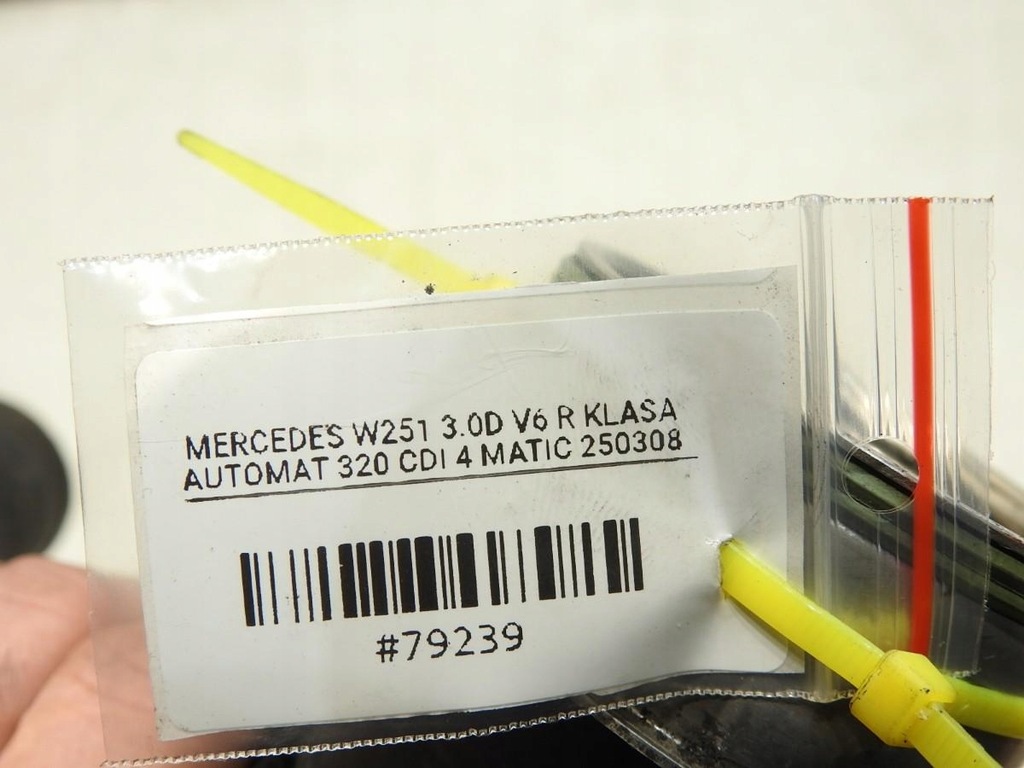 MERCEDES W251 3.0D V6 R KLASA
AUTOMAT 320 CDI 4 MATIC 250308
#79239